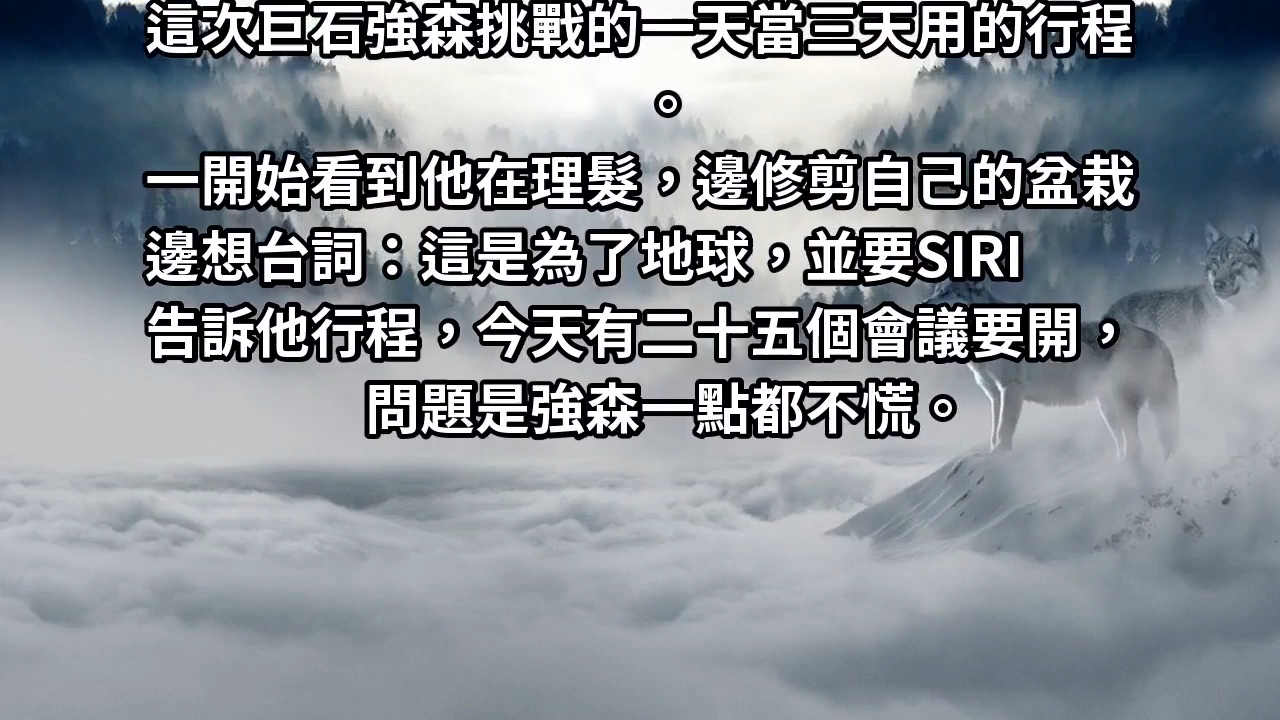 這次巨石強森挑戰的一天當三天用的行程
。
一開始看到他在理髮，邊修剪自己的盆栽
邊想台詞：這是為了地球，並要SIRI
告訴他行程，今天有二十五個會議要開，
問題是強森一點都不慌。